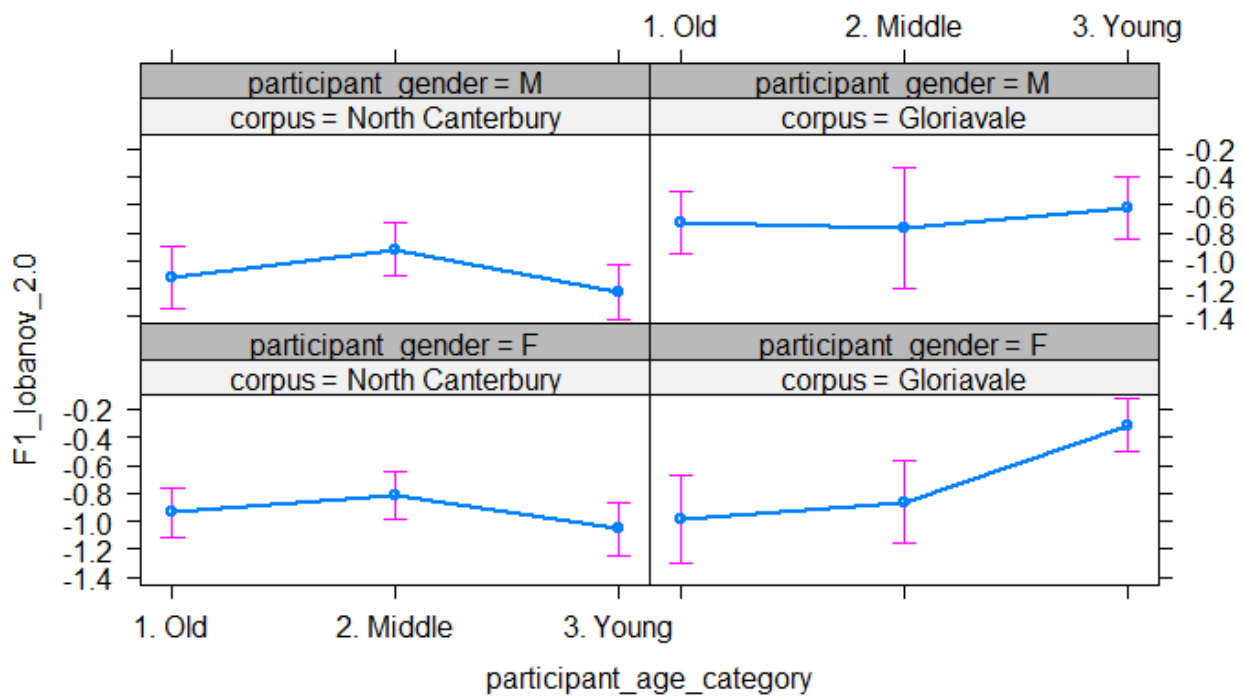 1. Old 2. Middle 3. Young
participant_gender = M participant_gender = M
corpus = North Canterbury corpus = Gloriavale
-0.2
-0.4
-0.6
-0.8
-1.0
-1.2
-1.4
participant_gender = F participant_gender = F
corpus = North Canterbury corpus = Gloriavale
F1_lobanov_2.0
-0.2
-0.4
-0.6
-0.8
-1.0
-1.2
-1.4
1. Old 2. Middle 3. Young
participant_age_category